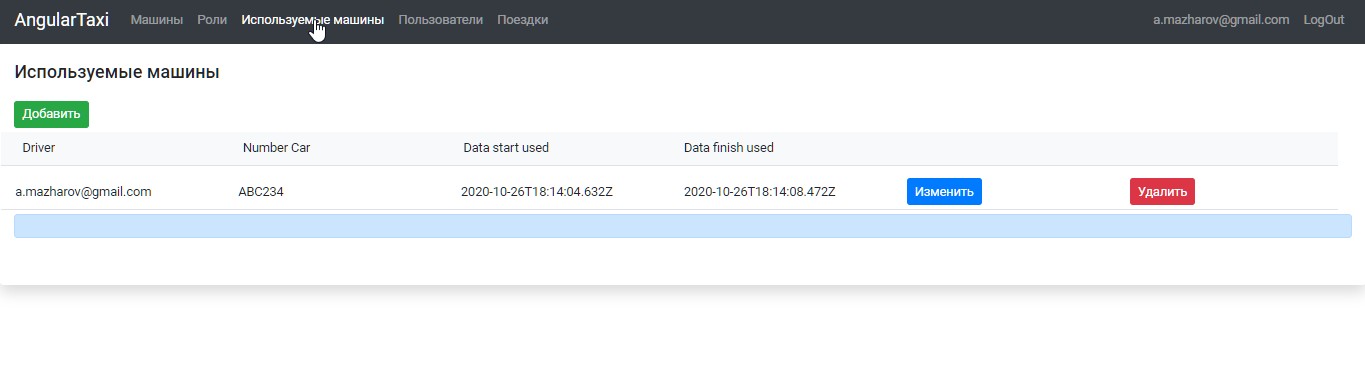 AngularTaxi Машины Роли Используемые машины Пользователи Поездки a.mazharov@gmail.com LogOut
Используемые машины
Добавить
Driver Number Car Data start used Data finish used
a.mazharov@gmail.com ABC234 2020-10-26T18:14:04.632Z 2020-10-26T18:14:08.472Z Изменить Удалить